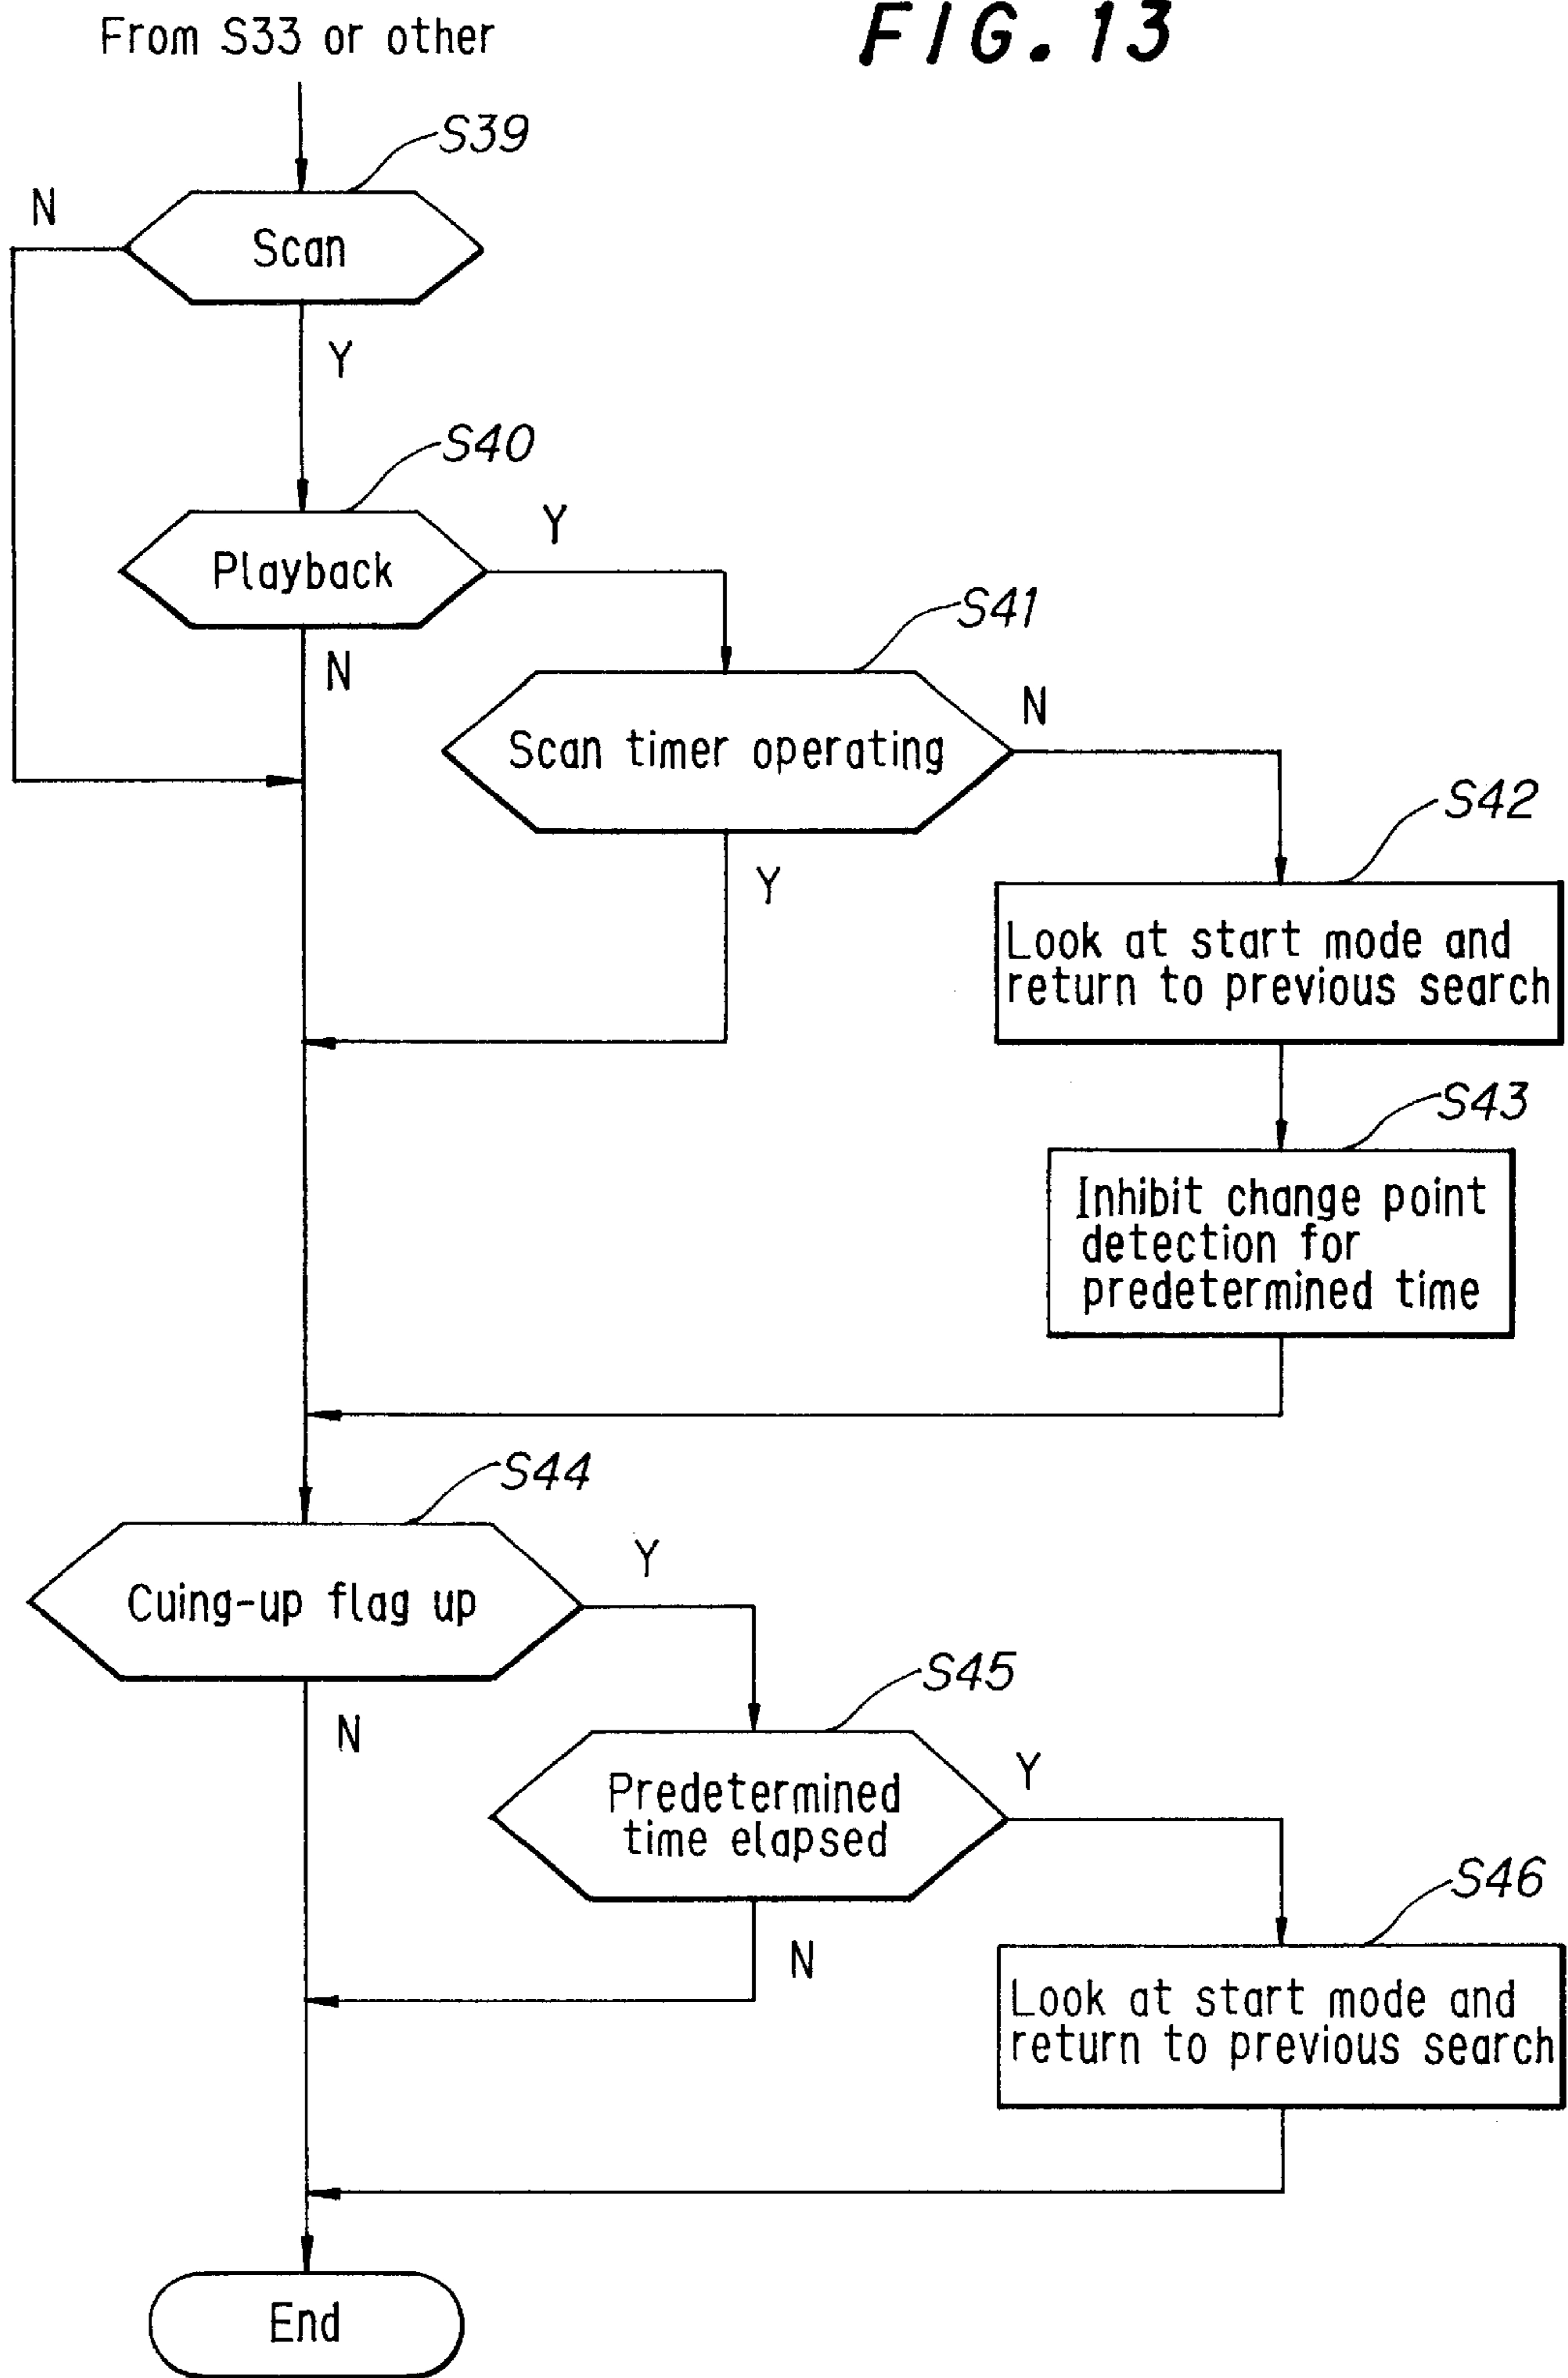 From S33 or other
FIG. 13
S39
N
Scan
Y
S40
Y
Playback
S41
N
N
Scan timer operating
S42
Y
Look at start mode and
return to previous search
S43
Inhibit change point
detection for
predetermined time
S44
Y
Cuing-up flag up
S45
N
Y
Predetermined
time elapsed
S46
N
Look at start mode and
return to previous search
End